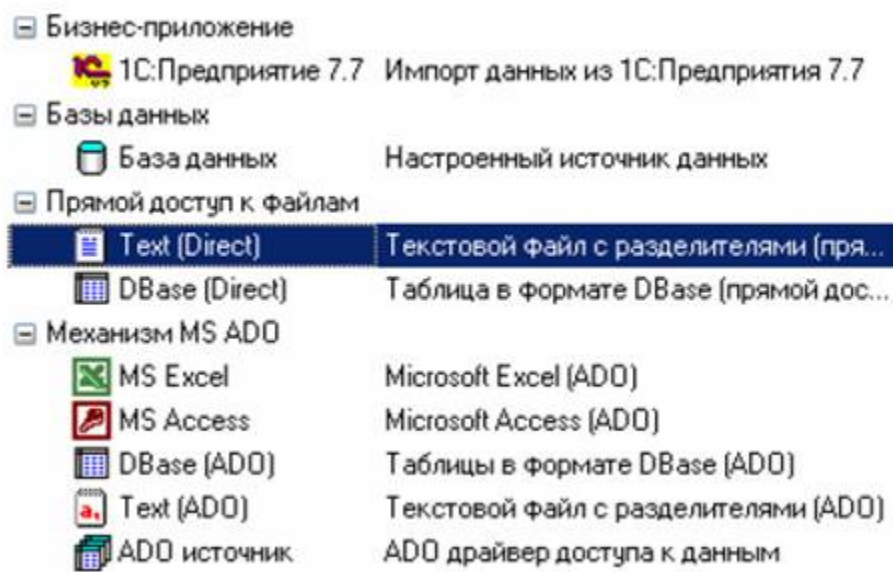 Бизнес-приложение
1С:Предприятие 7.7 Импорт данных из 1С:Предприятия 7.7
Базы данных
База данных Настроенный источник данных
Прямой доступ к файлам
Text (Direct) Текстовой файл с разделителями (пря...
DBase (Direct) Таблица в формате DBase (прямой дос...
Механизм MS ADO
MS Excel Microsoft Excel (ADO)
MS Access Microsoft Access (ADO)
DBase (ADO) Таблицы в формате DBase (ADO)
Text (ADO) Текстовой файл с разделителями (ADO)
ADO источник ADO драйвер доступа к данным